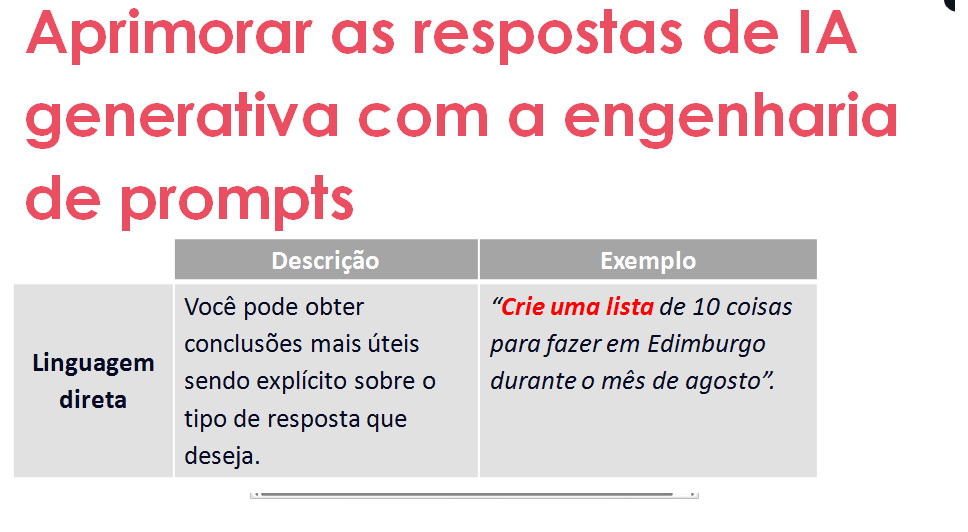 Aprimorar as respostas de IA
generativa com a engenharia
de prompts
Descrição
Exemplo
Linguagem
direta
Você pode obter
conclusões mais úteis
sendo explícito sobre o
tipo de resposta que
deseja.
“Crie uma lista de 10 coisas
para fazer em Edimburgo
durante o mês de agosto”.